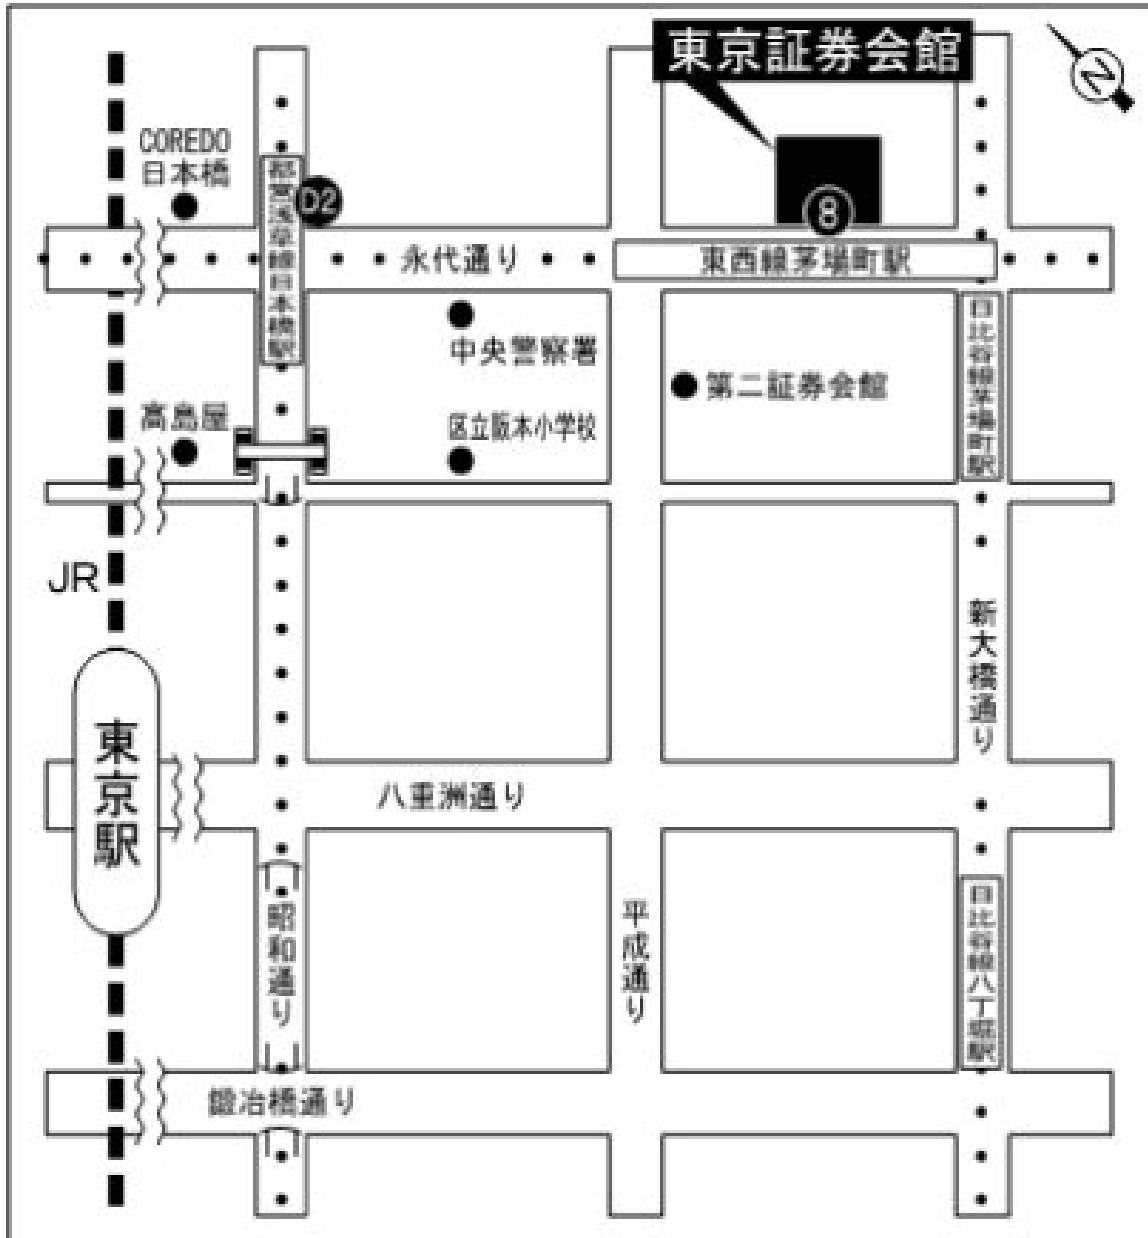 東京証券会館
N
COREDO
日本橋
都営浅草線日本橋駅
D2
8
永代通り
東西線茅場町駅
中央警察署
日比谷線茅場町駅
第二証券会館
高島屋
区立阪本小学校
JR
新大橋通り
東京駅
八重洲通り
昭和通り
平成通り
日比谷線八丁堀駅
鍛冶橋通り